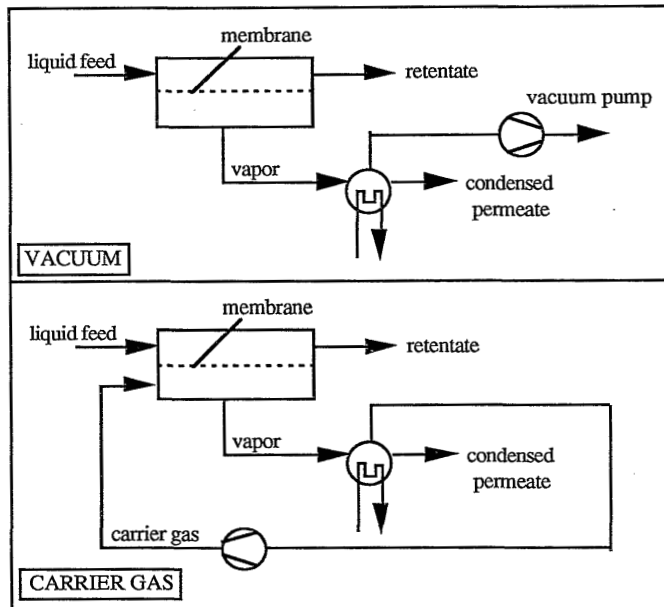 membrane
liquid feed
retentate
vacuum pump
vapor
condensed
permeate
VACUUM
membrane
liquid feed
retentate
vapor
condensed
permeate
carrier gas
CARRIER GAS